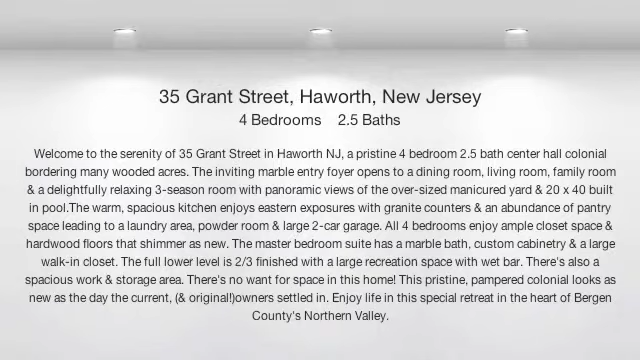 35 Grant Street, Haworth, New Jersey
4 Bedrooms 2.5 Baths
Welcome to the serenity of 35 Grant Street in Haworth NJ, a pristine 4 bedroom 2.5 bath center hall colonial
bordering many wooded acres. The inviting marble entry foyer opens to a dining room, living room, family room
& a delightfully relaxing 3-season room with panoramic views of the over-sized manicured yard & 20 x 40 built
in pool.The warm, spacious kitchen enjoys eastern exposures with granite counters & an abundance of pantry
space leading to a laundry area, powder room & large 2-car garage. All 4 bedrooms enjoy ample closet space &
hardwood floors that shimmer as new. The master bedroom suite has a marble bath, custom cabinetry & a large
walk-in closet. The full lower level is 2/3 finished with a large recreation space with wet bar. There's also a
spacious work & storage area. There's no want for space in this home! This pristine, pampered colonial looks as
new as the day the current, (& original!)owners settled in. Enjoy life in this special retreat in the heart of Bergen
County's Northern Valley.